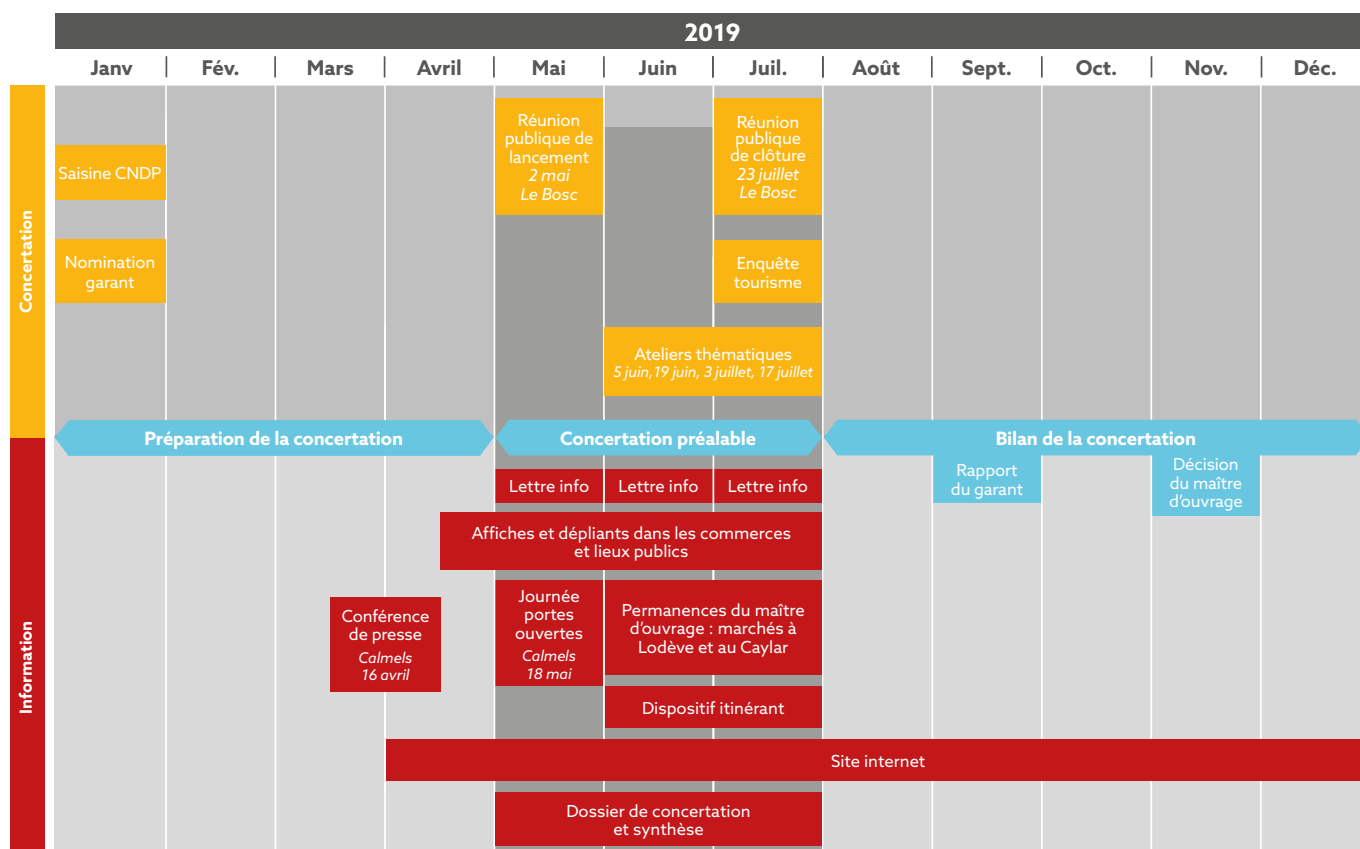 2019
Janv
Fév.
Mars
Avril
Mai
Juin
Juil.
Août
Sept.
Oct.
Nov.
Déc.
Concertation
Saisine CNDP
Nomination
garant
Réunion
publique de
lancement
2 mai
Le Bosc
Réunion
publique
de clôture
23 juillet
Le Bosc
Enquête
tourisme
Ateliers thématiques
5 juin,19 juin, 3 juillet, 17 juillet
Préparation de la concertation
Concertation préalable
Bilan de la concertation
Rapport
du garant
Décision
du maître
d'ouvrage
Information
Lettre info
Lettre info
Lettre info
Affiches et dépliants dans les commerces
et lieux publics
Conférence
de presse
Calmels
16 avril
Journée
portes
ouvertes
Calmels
18 mai
Permanences du maître
d'ouvrage : marchés à
Lodève et au Caylar
Dispositif itinérant
Site internet
Dossier de concertation
et synthèse